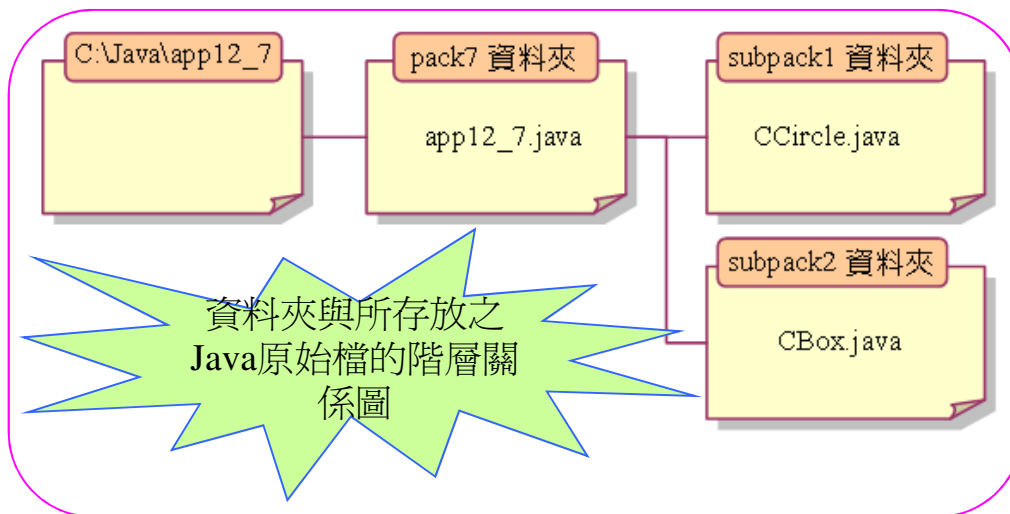 C:\Java\app12_7
pack7 資料夾
app12_7.java
subpack1 資料夾
CCircle.java
subpack2 資料夾
CBox.java
資料夾與所存放之
Java原始檔的階層關
係圖